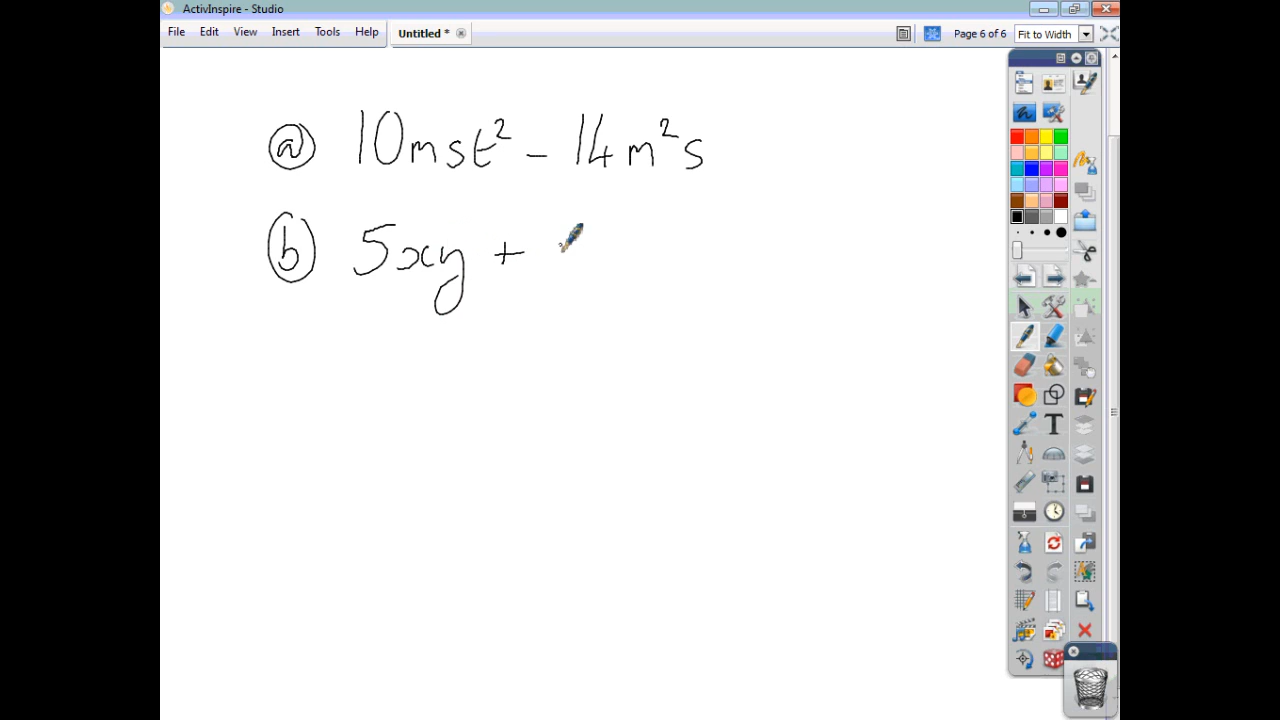 ActivInspire - Studio
File Edit View Insert Tools Help Untitled * Page 6 of 6 Fit to Width
ⓐ 10mst² - 14m²s
ⓑ 5xy +